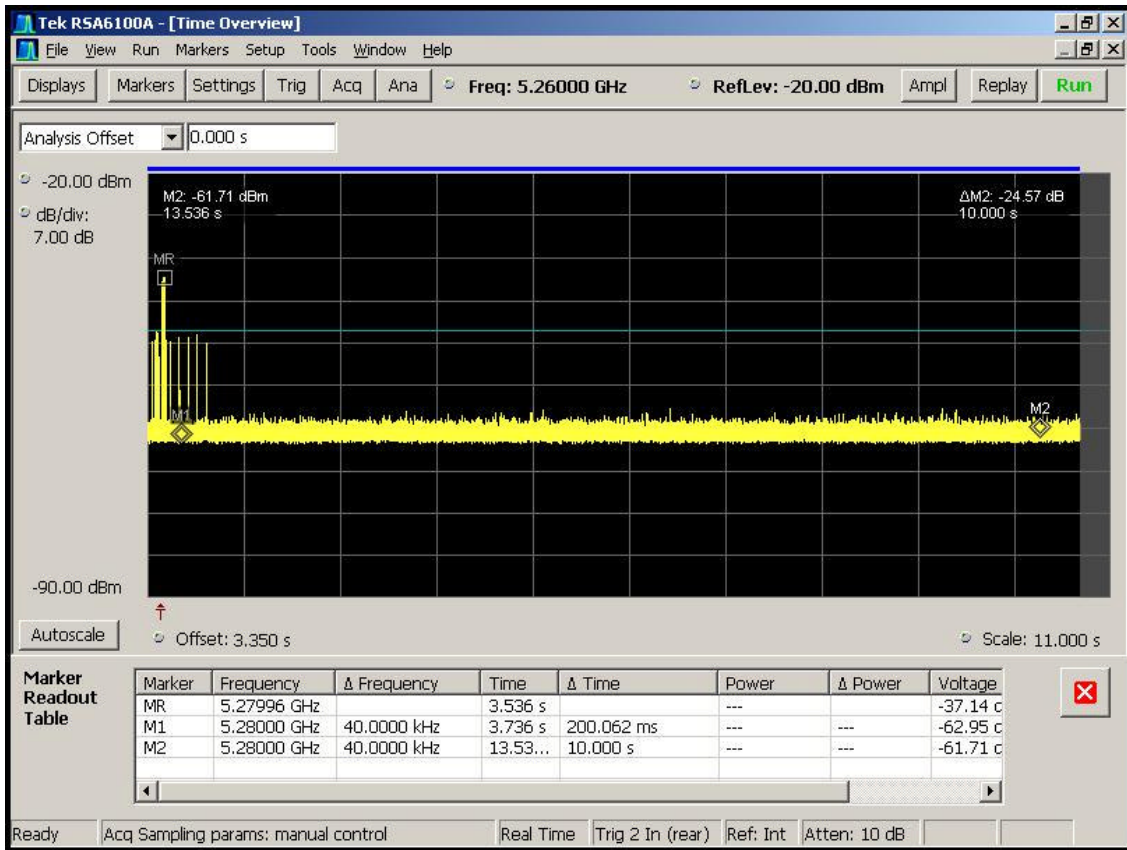 Tek RSA6100A - [Time Overview]
File View Run Markers Setup Tools Window Help
Displays Markers Settings Trig Acq Ana Freq: 5.26000 GHz RefLev: -20.00 dBm Ampl Replay Run
Analysis Offset 0.000 s
-20.00 dBm
dB/div:
7.00 dB
M2: -61.71 dBm
13.536 s
ΔM2: -24.57 dB
10.000 s
MR
M1
M2
-90.00 dBm
Autoscale
Offset: 3.350 s
Scale: 11.000 s
Marker
Readout
Table
Marker Frequency Δ Frequency Time Δ Time Power Δ Power Voltage
MR 5.27996 GHz 3.536 s --- -37.14 c
M1 5.28000 GHz 40.0000 kHz 3.736 s 200.062 ms --- --- -62.95 c
M2 5.28000 GHz 40.0000 kHz 13.53... 10.000 s --- --- -61.71 c
Ready Acq Sampling params: manual control Real Time Trig 2 In (rear) Ref: Int Atten: 10 dB